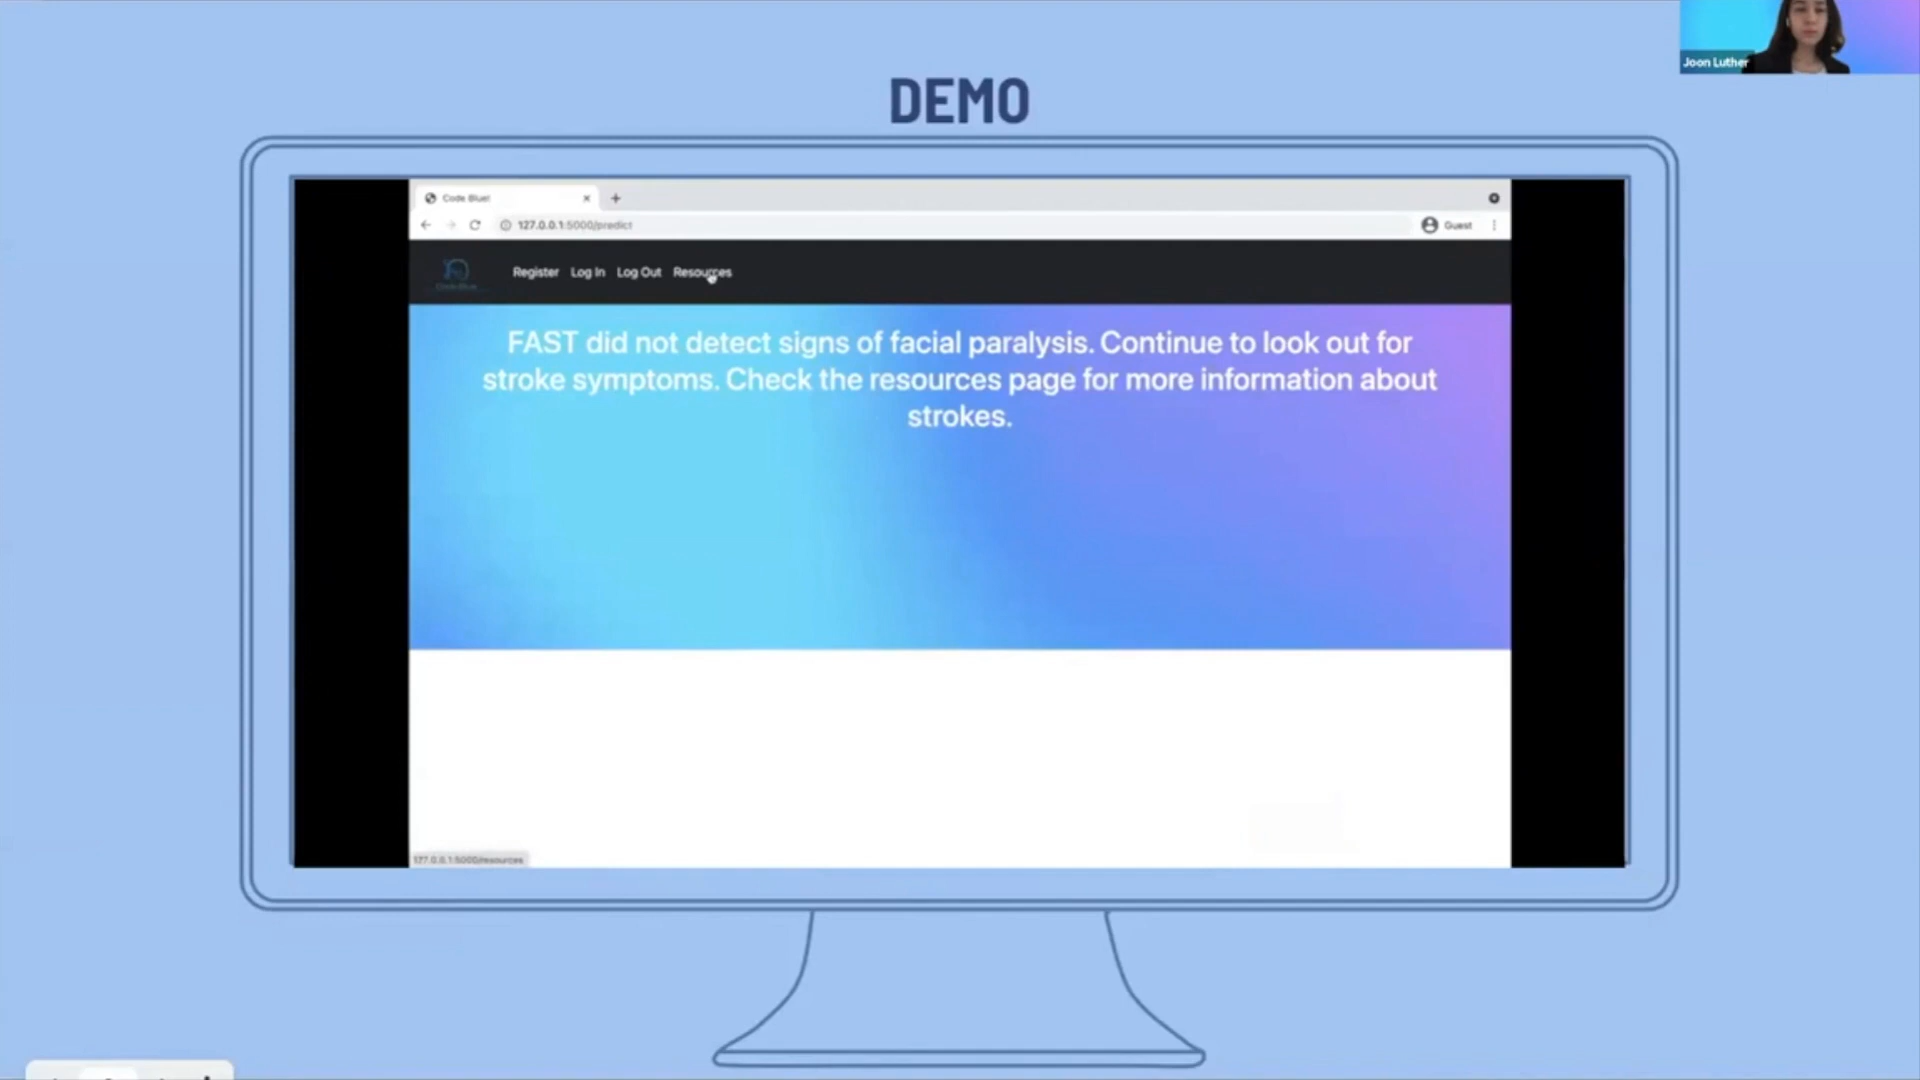 Joon Luther
DEMO
Code Blue!
127.0.0.1:5000/predict
Guest
Code Blue
Register Log In Log Out Resources
FAST did not detect signs of facial paralysis. Continue to look out for
stroke symptoms. Check the resources page for more information about
strokes.
127.0.0.1:5000/resources